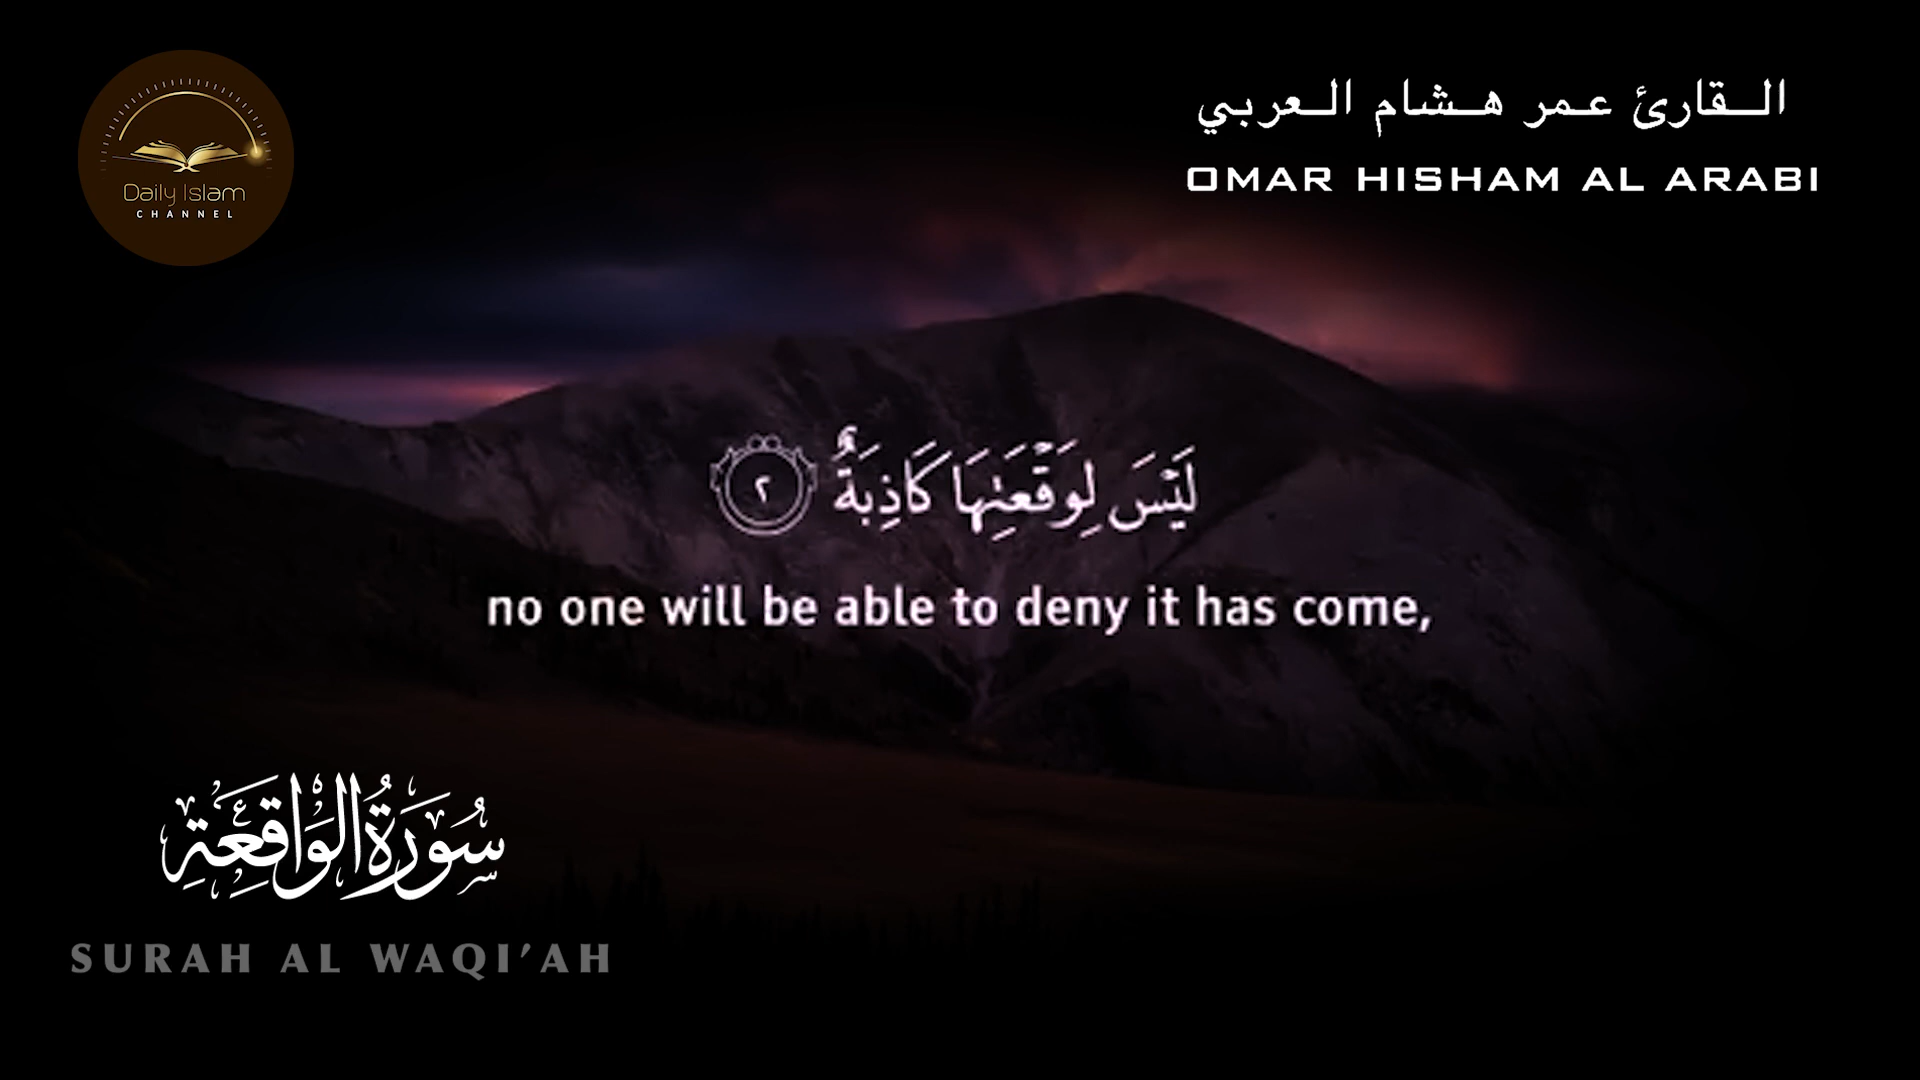 Daily Islam
CHANNEL
القارئ عمر هشام العربي
OMAR HISHAM AL ARABI
لَيْسَ لِوَقْعَتِهَا كَاذِبَةٌ ۘ ٢
no one will be able to deny it has come,
سُورَةُ الْوَاقِعَةِ
SURAH AL WAQI’AH